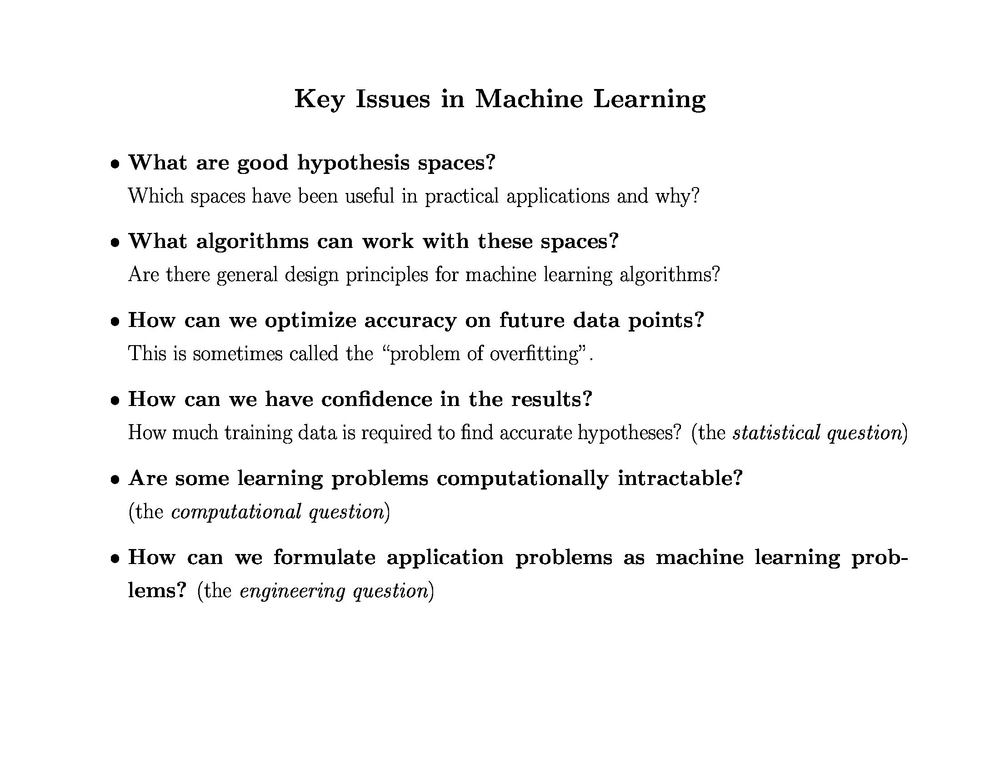 Key Issues in Machine Learning
• What are good hypothesis spaces?
Which spaces have been useful in practical applications and why?
• What algorithms can work with these spaces?
Are there general design principles for machine learning algorithms?
• How can we optimize accuracy on future data points?
This is sometimes called the “problem of overfitting”.
• How can we have confidence in the results?
How much training data is required to find accurate hypotheses? (the statistical question)
• Are some learning problems computationally intractable?
(the computational question)
• How can we formulate application problems as machine learning prob-
lems? (the engineering question)